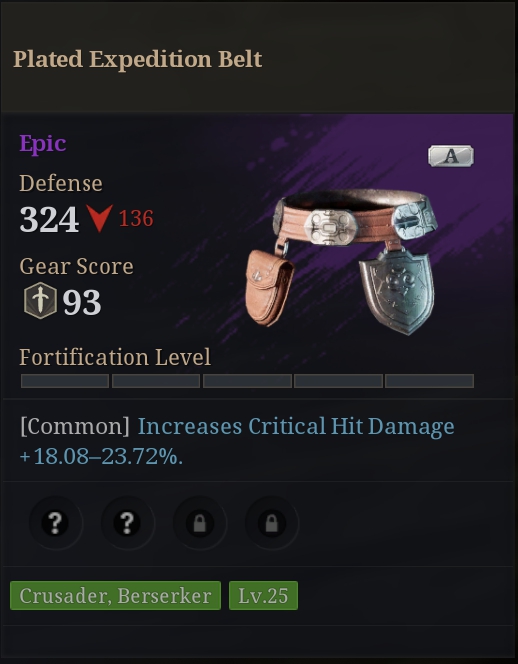 Plated Expedition Belt
Epic
A
Defense
324 136
Gear Score
93
Fortification Level
[Common] Increases Critical Hit Damage
+18.08–23.72%.
? ?
Crusader, Berserker Lv.25